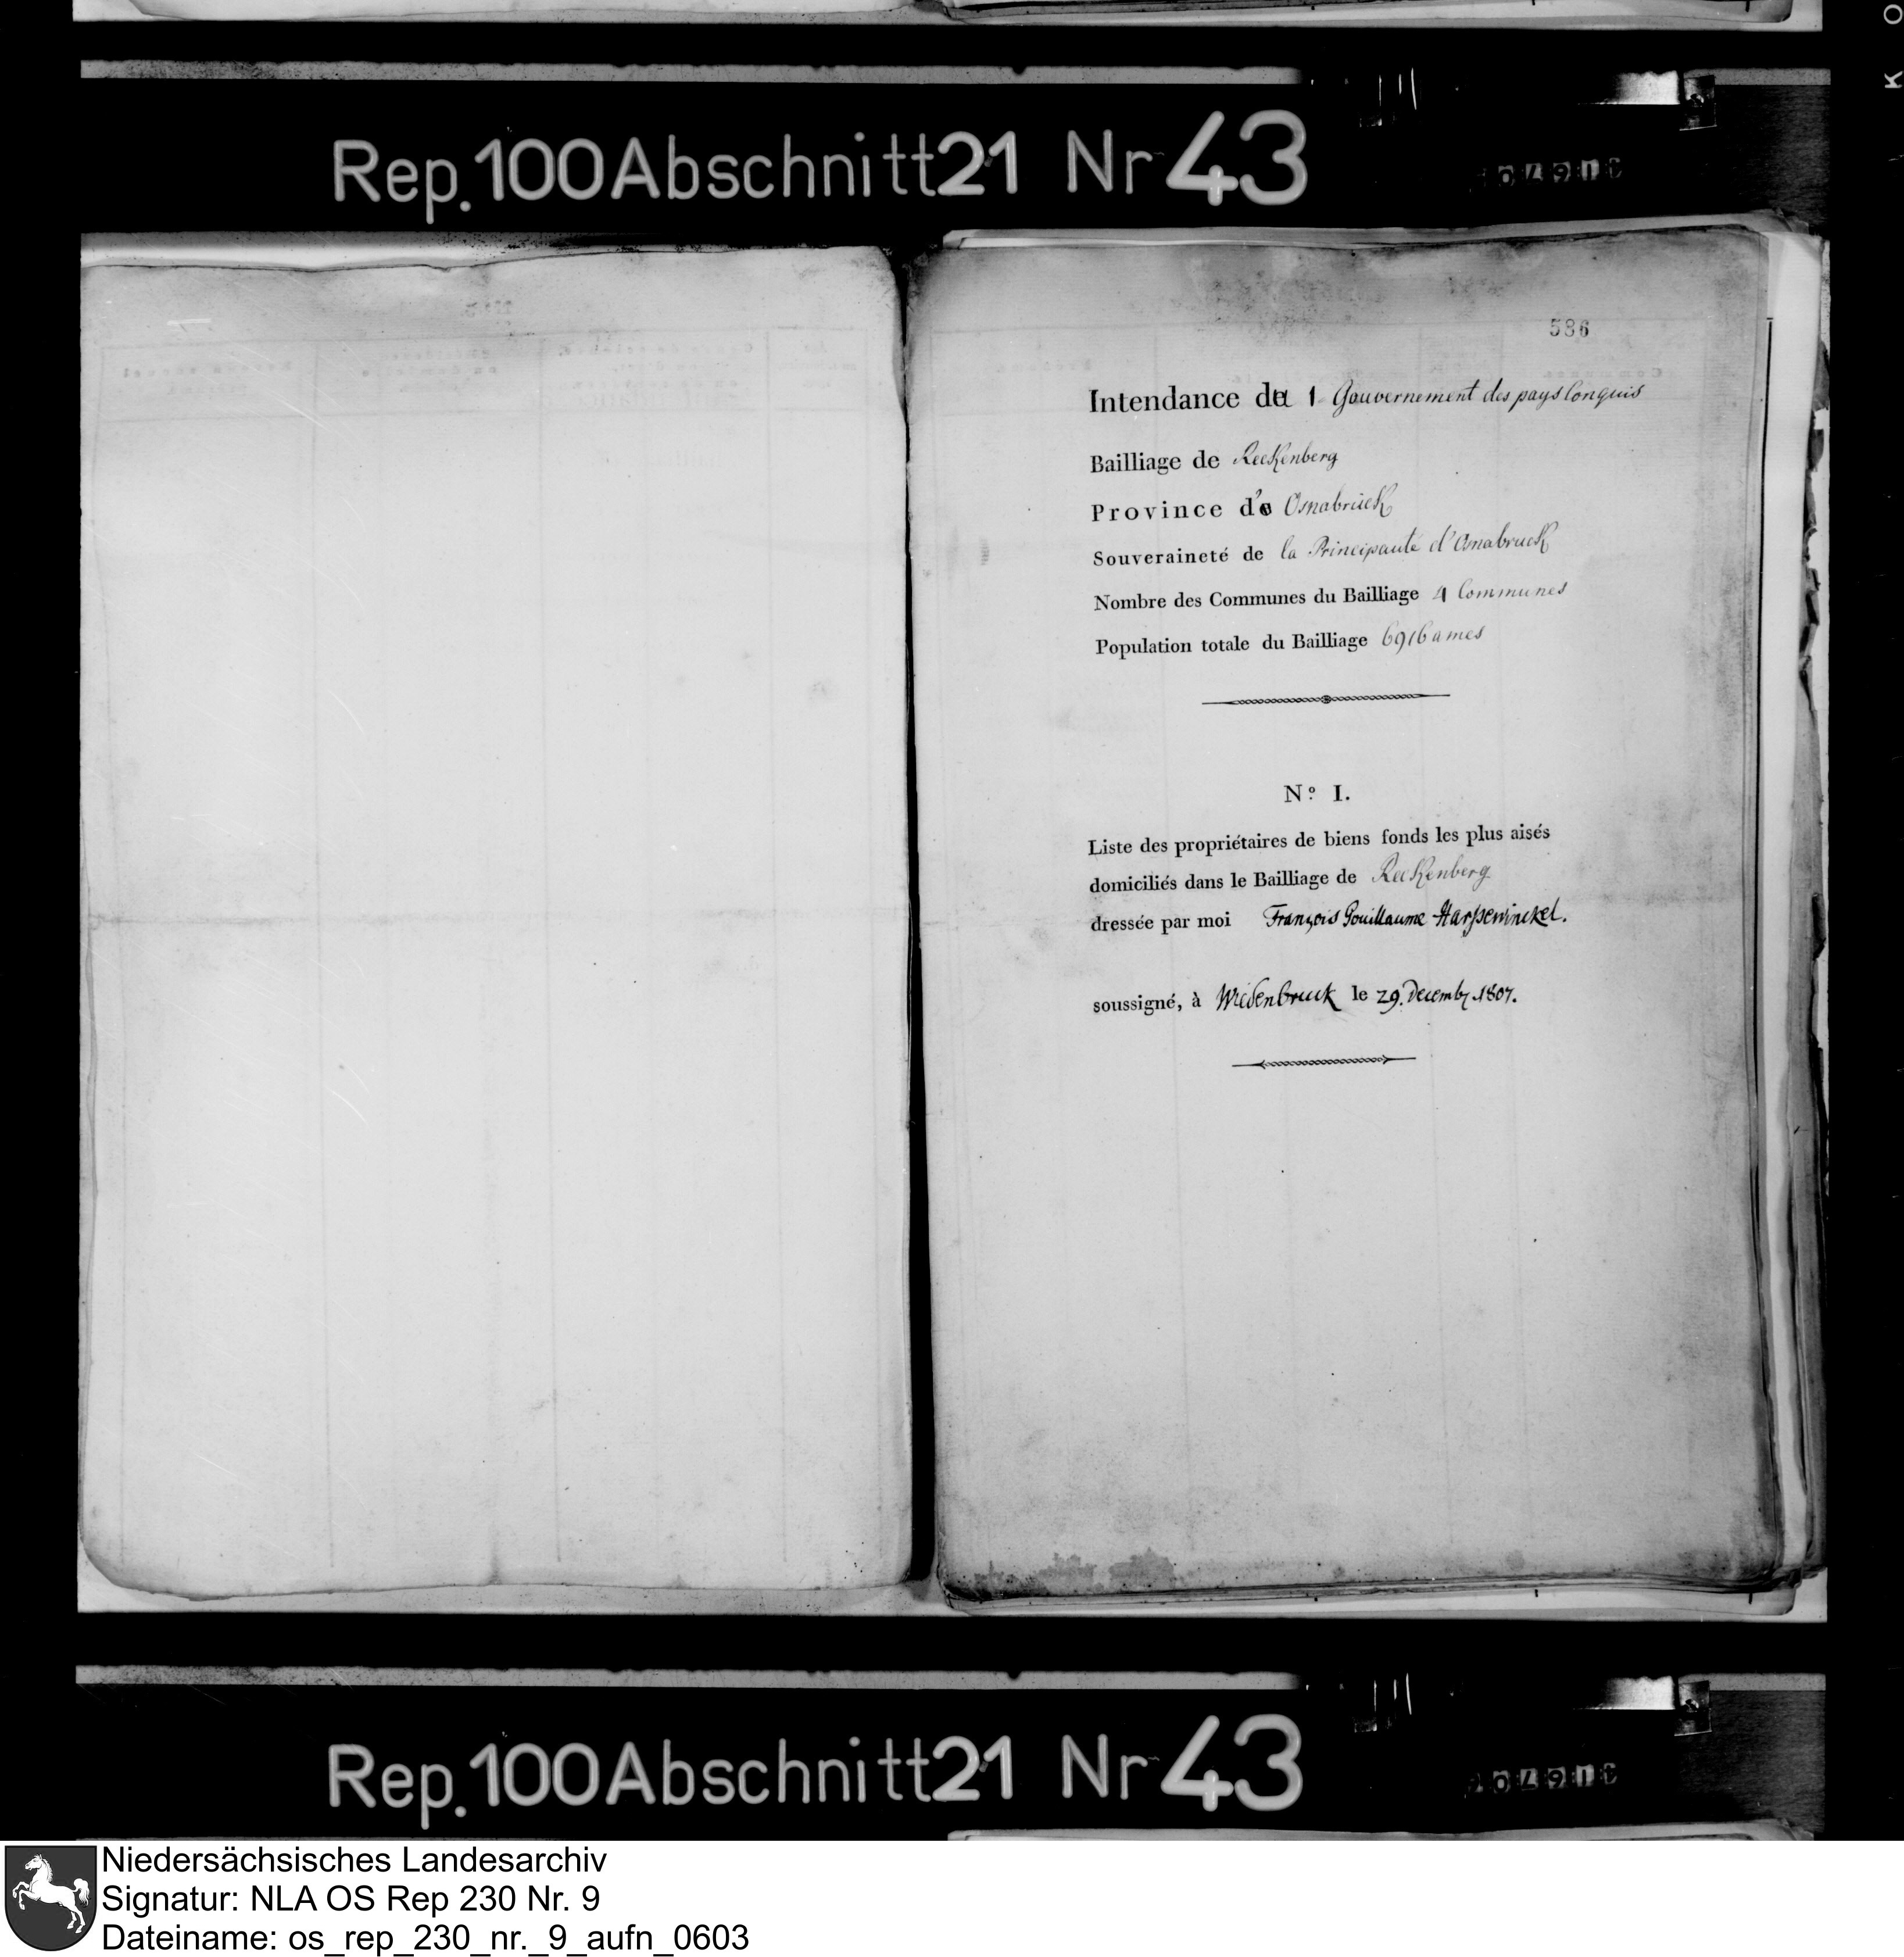 Rep. 100 Abschnitt 21 Nr 43
586
Intendance du 1 Gouvernement des pays Conquis
Bailliage de Reckenberg
Province d'Osnabrück
Souveraineté de la Principauté d'Osnabruck
Nombre des Communes du Bailliage 4 Communes
Population totale du Bailliage 6916 ames
N.º I.
Liste des propriétaires de biens fonds les plus aisés
domiciliés dans le Bailliage de Reckenberg
dressée par moi François Gouillaume Harsewinckel.
soussigné, à Widenbruck le 29. Decembr 1807.
Rep. 100 Abschnitt 21 Nr 43
Niedersächsisches Landesarchiv
Signatur: NLA OS Rep 230 Nr. 9
Dateiname: os_rep_230_nr._9_aufn_0603